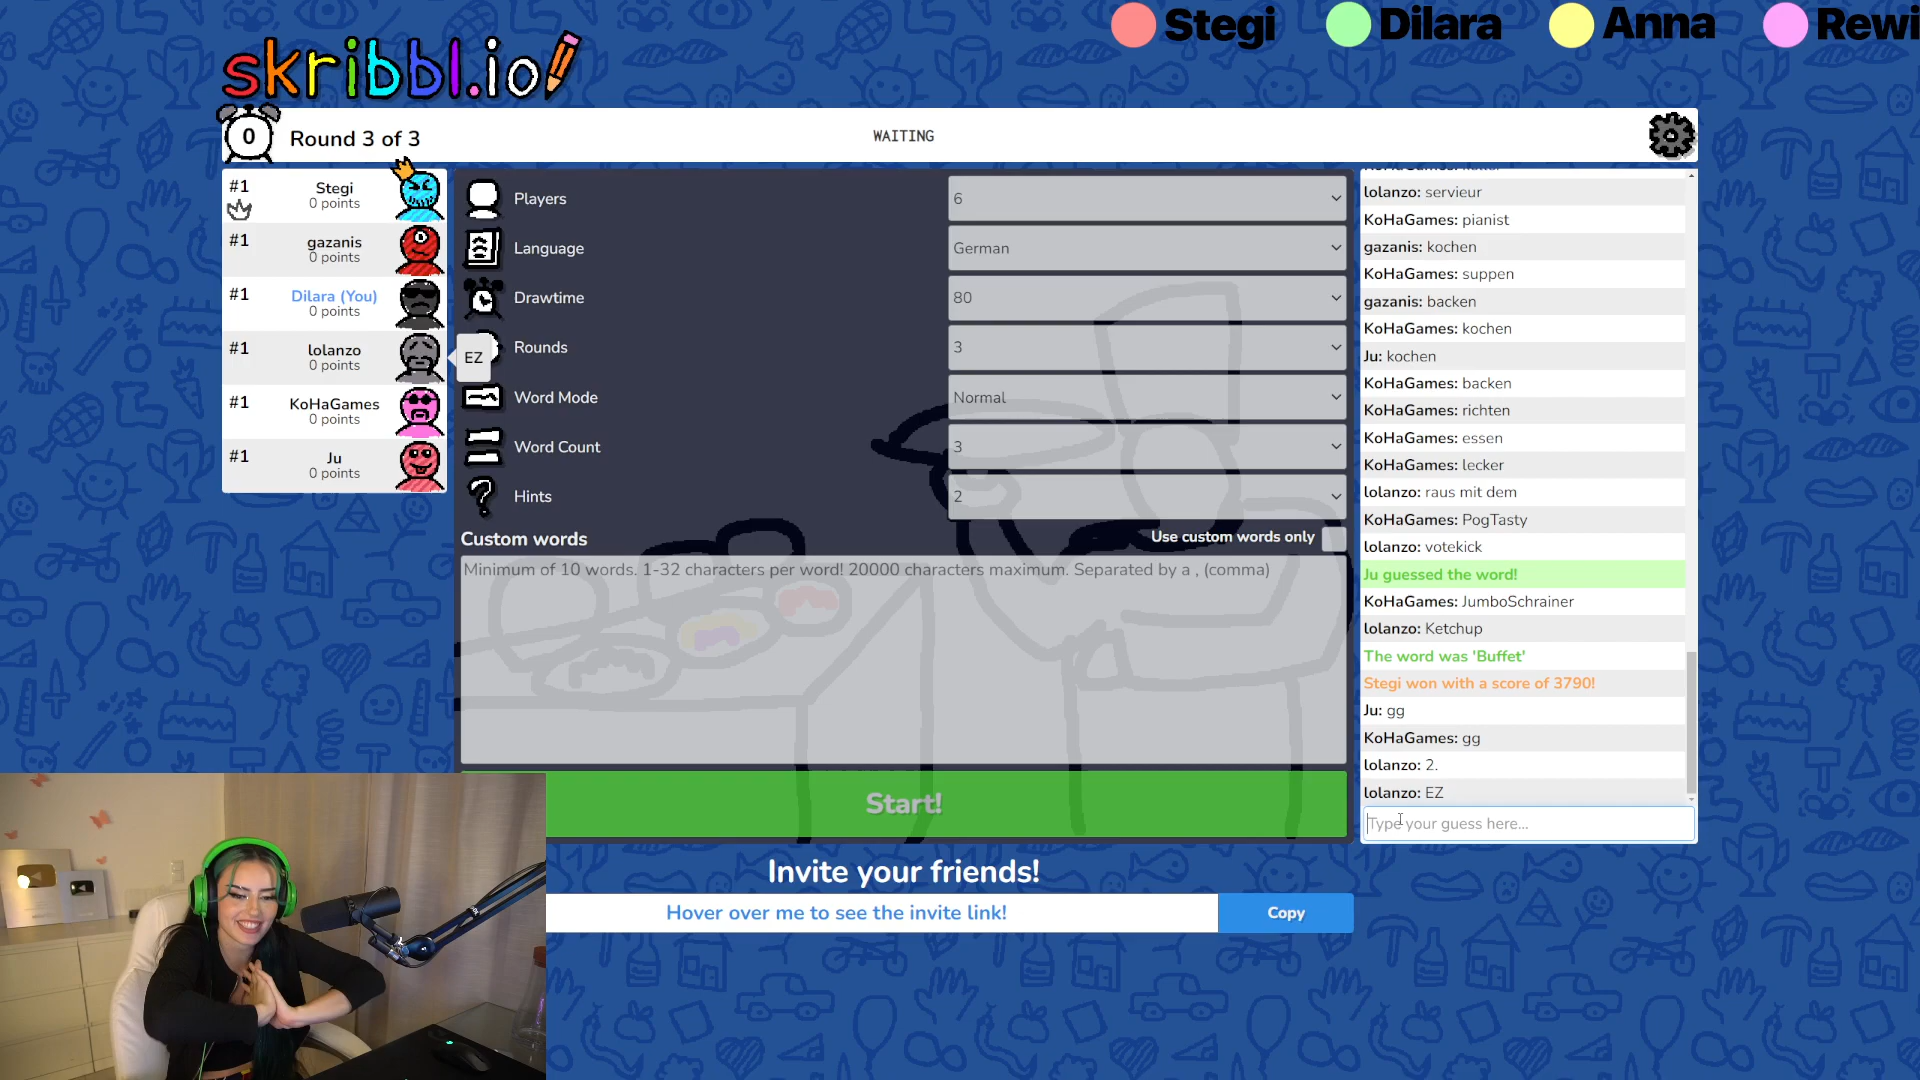 Stegi Dilara Anna Rewi
skribbl.io
0 Round 3 of 3
WAITING
#1 Stegi
0 points
#1 gazanis
0 points
#1 Dilara (You)
0 points
#1 lolanzo
0 points
EZ
#1 KoHaGames
0 points
#1 Ju
0 points
Players 6
Language German
Drawtime 80
Rounds 3
Word Mode Normal
Word Count 3
Hints 2
Custom words
Use custom words only
Minimum of 10 words. 1-32 characters per word! 20000 characters maximum. Separated by a , (comma)
Start!
Invite your friends!
Hover over me to see the invite link!
Copy
lolanzo: servieur
KoHaGames: pianist
gazanis: kochen
KoHaGames: suppen
gazanis: backen
KoHaGames: kochen
Ju: kochen
KoHaGames: backen
KoHaGames: richten
KoHaGames: essen
KoHaGames: lecker
lolanzo: raus mit dem
KoHaGames: PogTasty
lolanzo: votekick
Ju guessed the word!
KoHaGames: JumboSchrainer
lolanzo: Ketchup
The word was 'Buffet'
Stegi won with a score of 3790!
Ju: gg
KoHaGames: gg
lolanzo: 2.
lolanzo: EZ
Type your guess here...